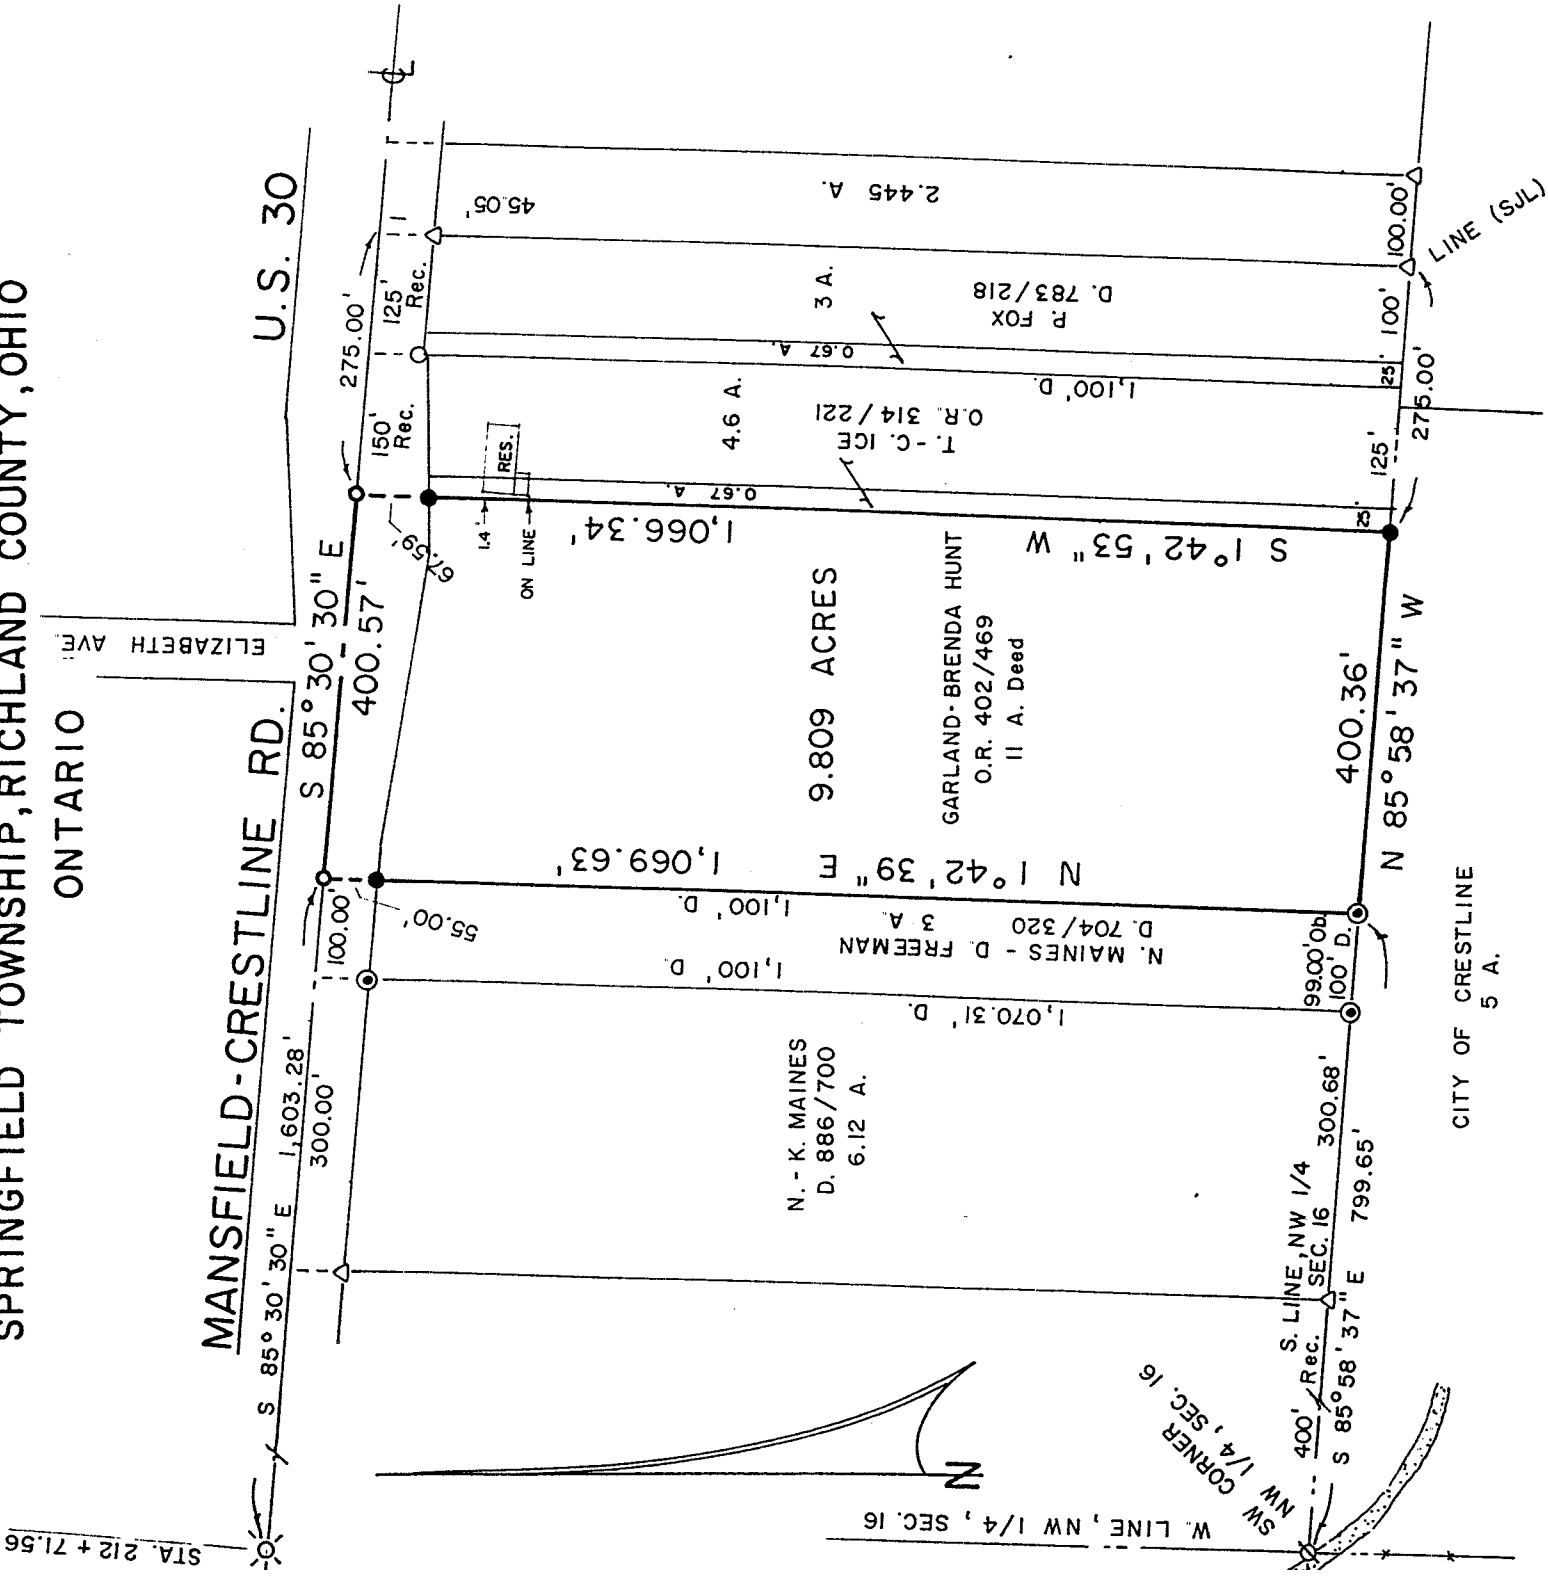 SPRINGFIELD TOWNSHIP, RICHLAND COUNTY, OHIO
ONTARIO
U.S. 30
MANSFIELD-CRESTLINE RD.
ELIZABETH AVE.
STA. 212 + 71.56
S 85° 30' 30" E 1,603.28'
300.00'
100.00'
55.00'
S 85° 30' 30" E
400.57'
67.59'
275.00'
150' Rec.
125' Rec.
45.05'
1.4'
ON LINE
RES.
N.-K. MAINES
D. 886/700
6.12 A.
1,070.31' D.
1,100' D.
N. MAINES - D. FREEMAN
D. 704/320
3 A.
1,100' D.
N 1° 42' 39" E 1,069.63'
9.809 ACRES
GARLAND-BRENDA HUNT
O.R. 402/469
11 A. Deed
S 1° 42' 53" W 1,066.34'
0.67 A.
4.6 A.
T.-C. ICE
O.R. 314/221
1,100' D.
0.67 A.
3 A.
P. FOX
D. 783/218
2.445 A.
W. LINE, NW 1/4, SEC. 16
SW CORNER
NW 1/4, SEC. 16
400' Rec.
S. LINE, NW 1/4
SEC. 16
300.68'
S 85° 58' 37" E 799.65'
99.00' Ob.
100' D.
400.36'
N 85° 58' 37" W
25'
125'
25'
100'
275.00'
100.00'
LINE (SJL)
CITY OF CRESTLINE
5 A.
N